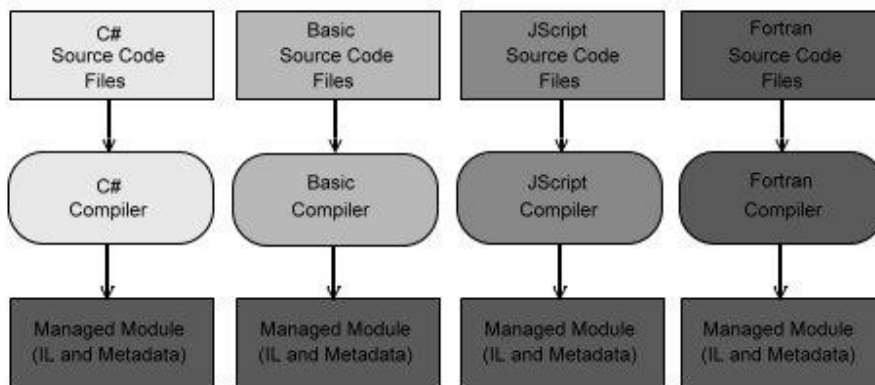 C#
Source Code
Files
Basic
Source Code
Files
JScript
Source Code
Files
Fortran
Source Code
Files
C#
Compiler
Basic
Compiler
JScript
Compiler
Fortran
Compiler
Managed Module
(IL and Metadata)
Managed Module
(IL and Metadata)
Managed Module
(IL and Metadata)
Managed Module
(IL and Metadata)